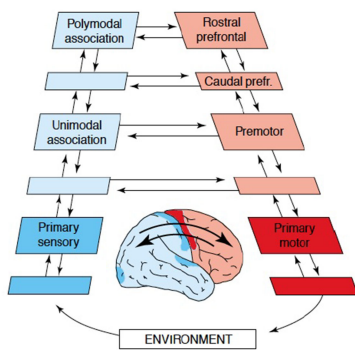 Polymodal
association
Rostral
prefrontal
Caudal prefr.
Unimodal
association
Premotor
Primary
sensory
Primary
motor
ENVIRONMENT